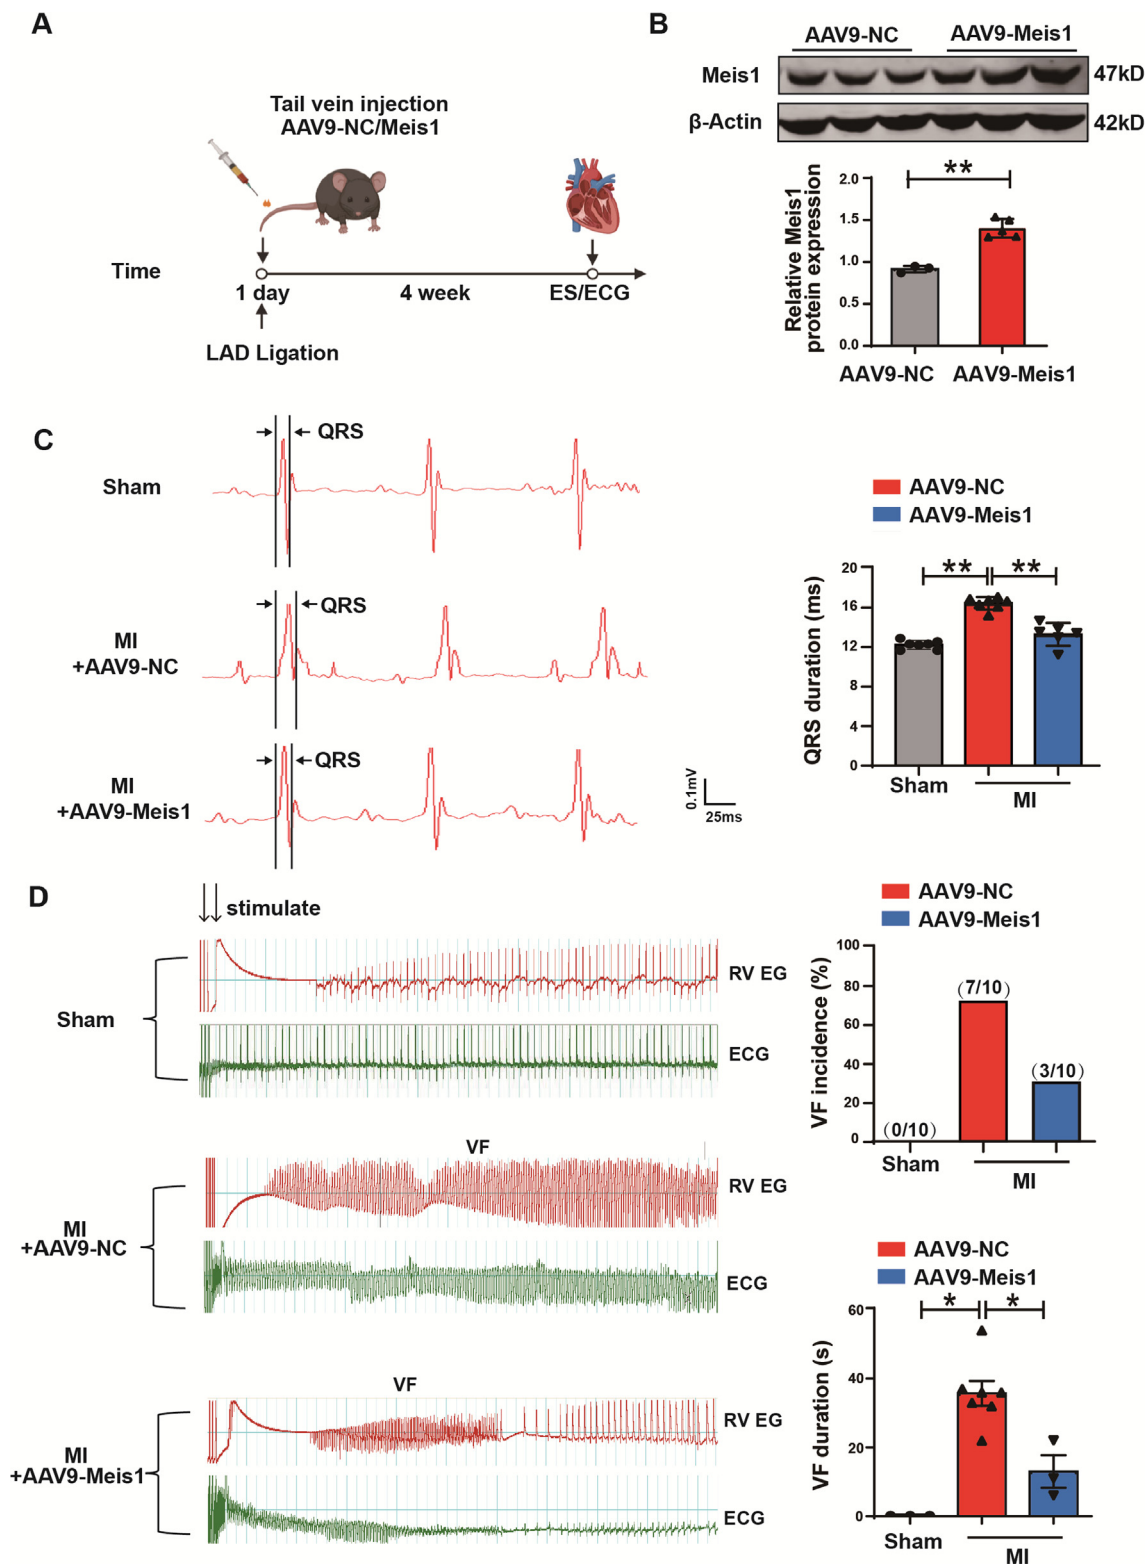 A
Tail vein injection
AAV9-NC/Meis1
Time
1 day
4 week
ES/ECG
LAD Ligation
B
AAV9-NC
AAV9-Meis1
Meis1
47kD
β-Actin
42kD
Relative Meis1
protein expression
2.0
1.5
1.0
0.5
0.0
**
AAV9-NC
AAV9-Meis1
C
Sham
QRS
MI
+AAV9-NC
QRS
MI
+AAV9-Meis1
QRS
0.1mV
25ms
AAV9-NC
AAV9-Meis1
QRS duration (ms)
20
16
12
8
4
0
**
**
Sham
MI
D
stimulate
Sham
RV EG
ECG
VF
MI
+AAV9-NC
RV EG
ECG
VF
MI
+AAV9-Meis1
RV EG
ECG
AAV9-NC
AAV9-Meis1
VF incidence (%)
100
80
60
40
20
0
(0/10)
(7/10)
(3/10)
Sham
MI
AAV9-NC
AAV9-Meis1
VF duration (s)
60
40
20
0
*
*
Sham
MI